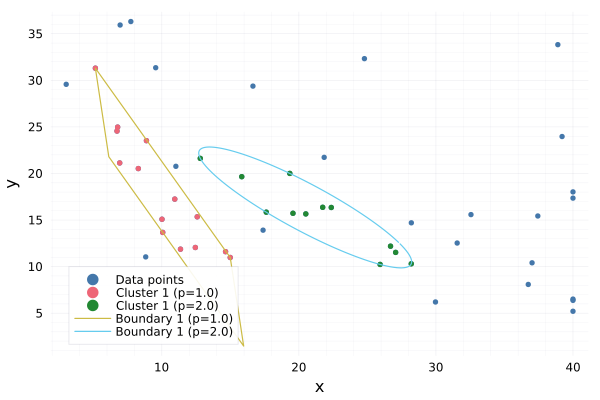 35
30
25
20
15
10
5
y
Data points
Cluster 1 (p=1.0)
Cluster 1 (p=2.0)
Boundary 1 (p=1.0)
Boundary 1 (p=2.0)
10 20 30 40
x